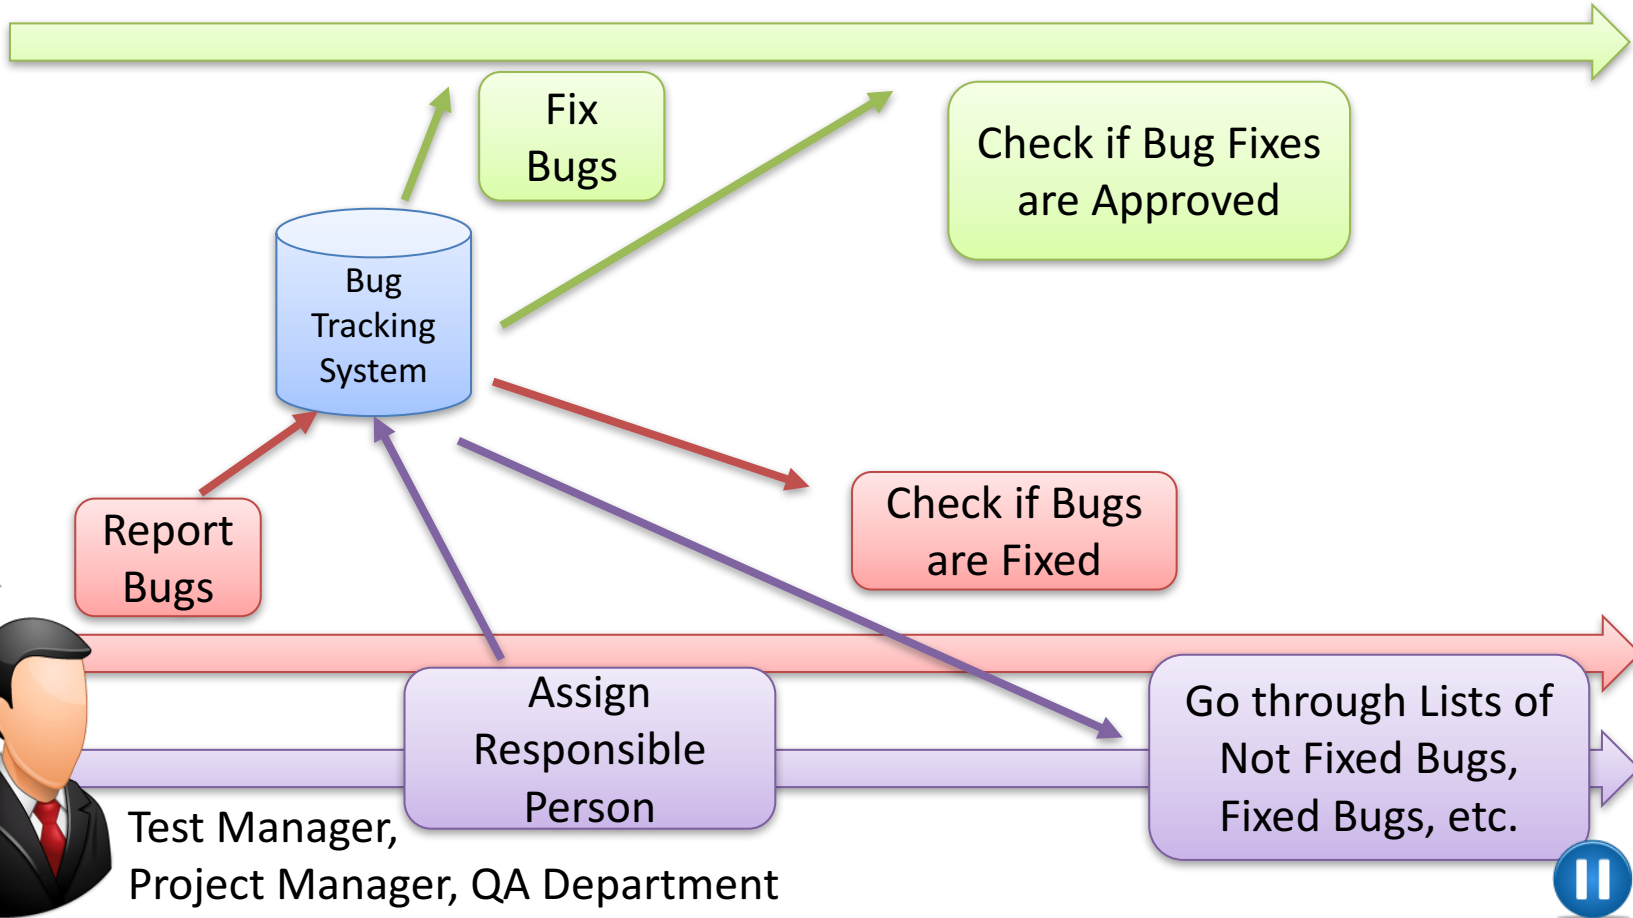 Fix
Bugs
Check if Bug Fixes
are Approved
Bug
Tracking
System
Check if Bugs
are Fixed
Report
Bugs
Assign
Responsible
Person
Go through Lists of
Not Fixed Bugs,
Fixed Bugs, etc.
Test Manager,
Project Manager, QA Department